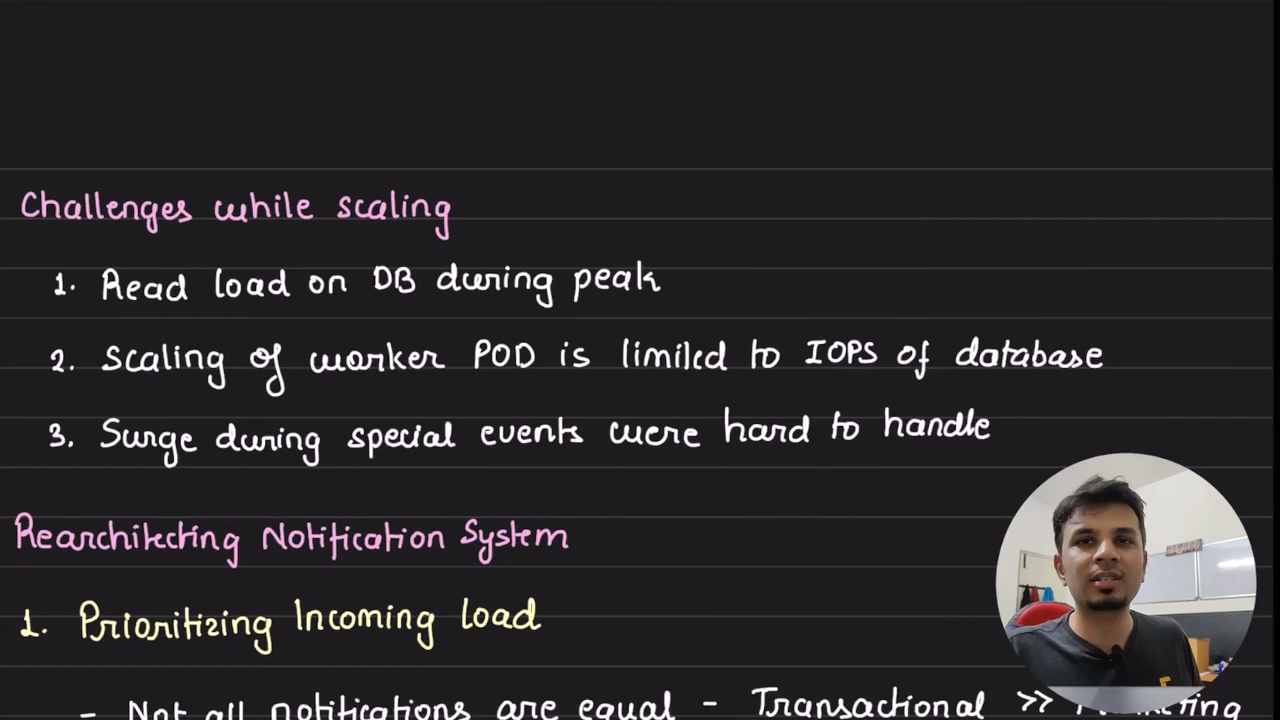 Challenges while scaling
1. Read load on DB during peak
2. Scaling of worker POD is limited to IOPS of database
3. Surge during special events were hard to handle
Rearchitecting Notification System
1. Prioritizing Incoming load
- Not all notifications are equal - Transactional >>